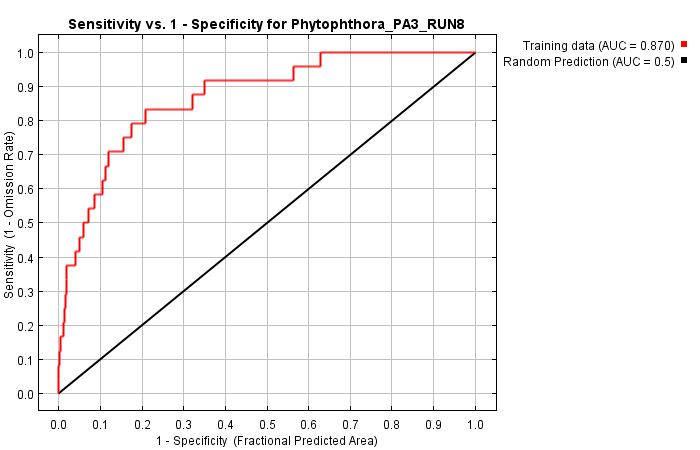 Sensitivity vs. 1 - Specificity for Phytophthora_PA3_RUN8
Training data (AUC = 0.870)
Random Prediction (AUC = 0.5)
Sensitivity (1 - Omission Rate)
1.0
0.9
0.8
0.7
0.6
0.5
0.4
0.3
0.2
0.1
0.0
0.0 0.1 0.2 0.3 0.4 0.5 0.6 0.7 0.8 0.9 1.0
1 - Specificity (Fractional Predicted Area)